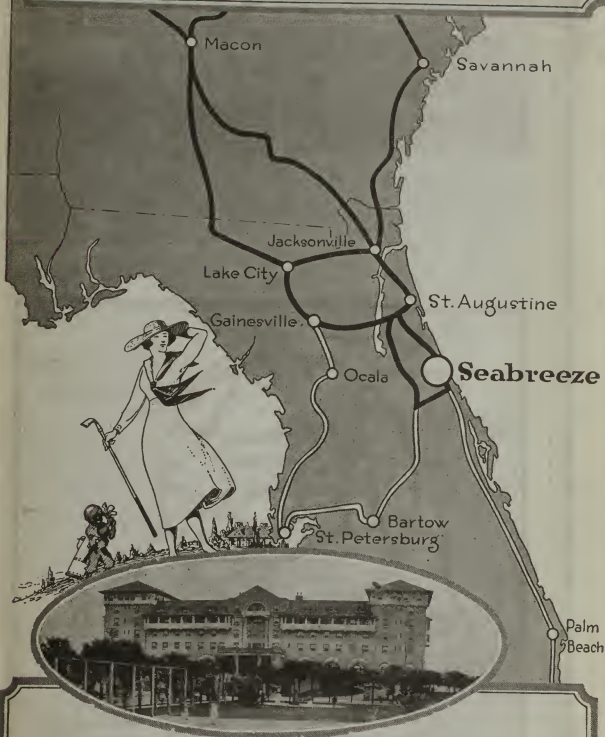 Macon
Savannah
Jacksonville
Lake City
St. Augustine
Gainesville
Seabreeze
Ocala
Bartow
St. Petersburg
Palm
Beach